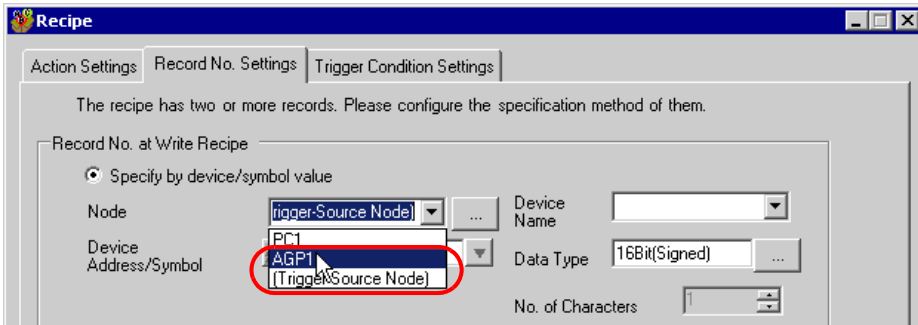 Recipe
Action Settings Record No. Settings Trigger Condition Settings
The recipe has two or more records. Please configure the specification method of them.
Record No. at Write Recipe
Specify by device/symbol value
Node rigger-Source Node) ... Device Name
PC1
AGP1
(Trigger-Source Node)
Device Address/Symbol
Data Type 16Bit(Signed) ...
No. of Characters 1